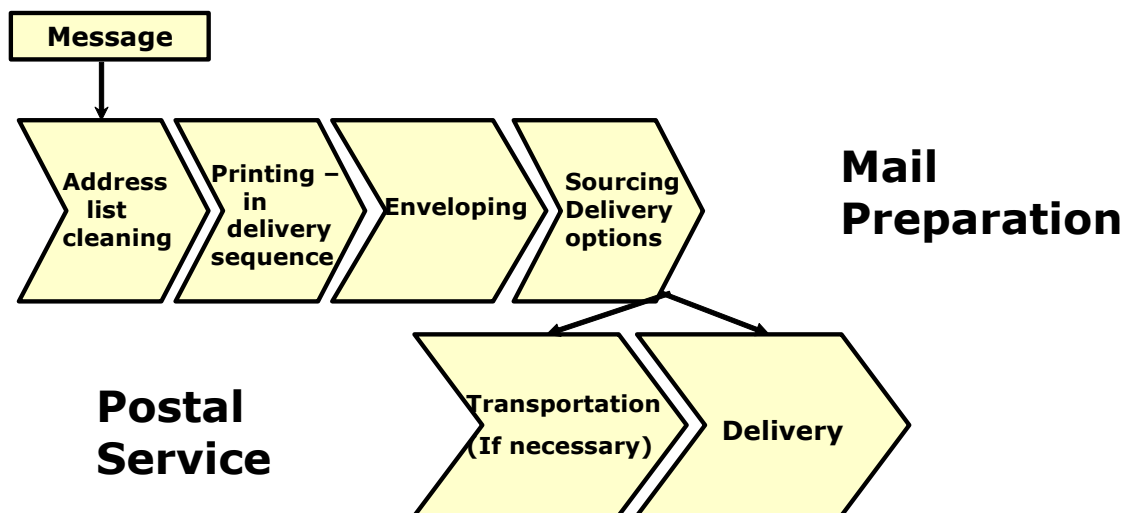 Message
Address
list
cleaning
Printing –
in
delivery
sequence
Enveloping
Sourcing
Delivery
options
Mail
Preparation
Postal
Service
Transportation
(If necessary)
Delivery